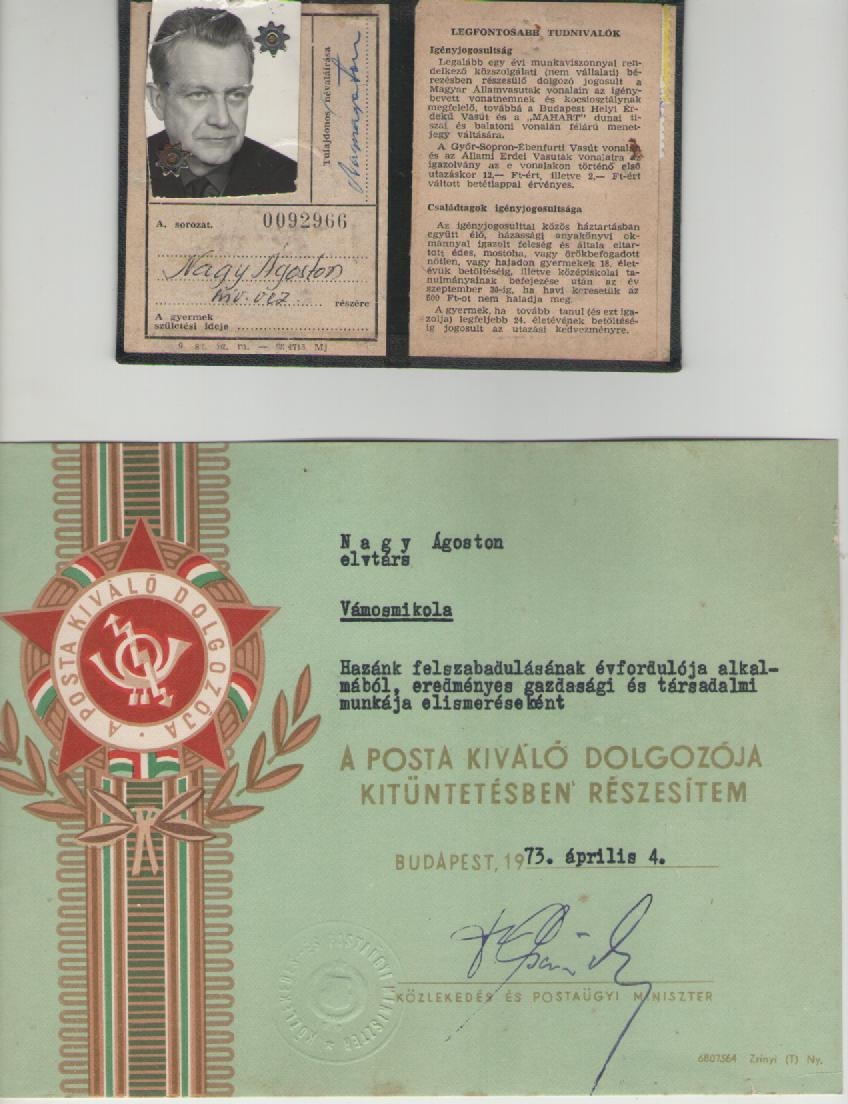 Tulajdonos névaláírása
A. sorozat.
0092966
Nagy Ágoston
mv. vez
részére
A gyermek
születési ideje
LEGFONTOSABB TUDNIVALÓK
Igényjogosultság
Legalább egy évi munkaviszonnyal ren-
delkező közszolgálati (nem vállalati) bé-
rezésben részesülő dolgozó jogosult a
Magyar Államvasutak vonalain az igény-
bevett vonatnemnek és kocsiosztálynak
megfelelő, továbbá a Budapest Helyi Ér-
dekű Vasút és a „MAHART" dunai ti-
szai és balatoni vonalán félárú menet-
jegy váltására.
A Győr-Sopron-Ebenfurti Vasút vonalán
és az Állami Erdei Vasutak vonalaira az
igazolvány az e vonalakon történő első
utazáskor 12,— Ft-ért, illetve 2,— Ft-ért
váltott betétlappal érvényes.
Családtagok igényjogosultsága
Az igényjogosulttal közös háztartásban
együtt élő, házassági anyakönyvi ok-
mánnyal igazolt feleség és általa eltar-
tott édes, mostoha, vagy örökbefogadott
nőtlen, vagy hajadon gyermekek 18. élet-
évük betöltéséig, illetve középiskolai ta-
nulmányainak befejezése után az év
szeptember 30-ig, ha havi keresetük az
600 Ft-ot nem haladja meg.
A gyermek, ha tovább tanul (és ezt iga-
zolja) legfeljebb 24. életévének betöltésé-
ig jogosult az utazási kedvezményre.
A POSTA KIVÁLÓ DOLGOZÓJA
Nagy Ágoston
elvtárs
Vámosmikola
Hazánk felszabadulásának évfordulója alkal-
mából, eredményes gazdasági és társadalmi
munkája elismeréseként
A POSTA KIVÁLÓ DOLGOZÓJA
KITÜNTETÉSBEN RÉSZESÍTEM
BUDAPEST, 1973. április 4.
KÖZLEKEDÉS ÉS POSTAÜGYI MINISZTER
6807564 Zrínyi (T) Ny.